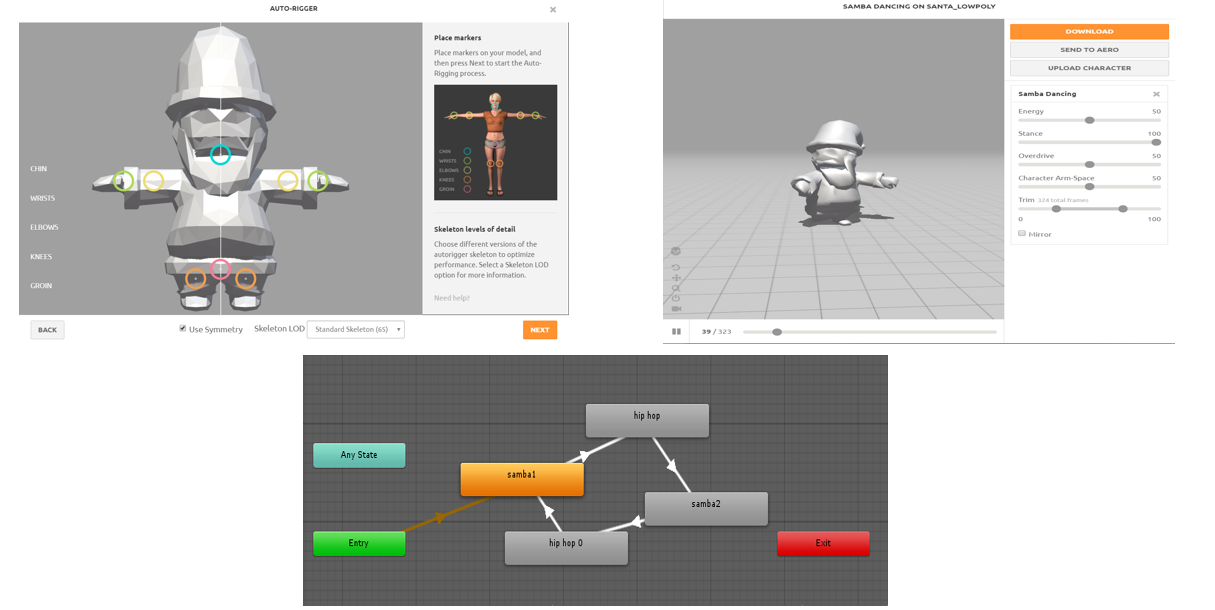 AUTO-RIGGER
CHIN
WRISTS
ELBOWS
KNEES
GROIN
Place markers
Place markers on your model, and
then press Next to start the Auto-
Rigging process.
CHIN
WRISTS
ELBOWS
KNEES
GROIN
Skeleton levels of detail
Choose different versions of the
autorigger skeleton to optimize
performance. Select a Skeleton LOD
option for more information.
Need help?
BACK
Use Symmetry
Skeleton LOD
Standard Skeleton (65)
NEXT
SAMBA DANCING ON SANTA_LOWPOLY
DOWNLOAD
SEND TO AERO
UPLOAD CHARACTER
Samba Dancing
Energy 50
Stance 100
Overdrive 50
Character Arm-Space 50
Trim 124 total frames
0 100
Mirror
39 / 323
hip hop
Any State
samba1
samba2
Entry
hip hop 0
Exit